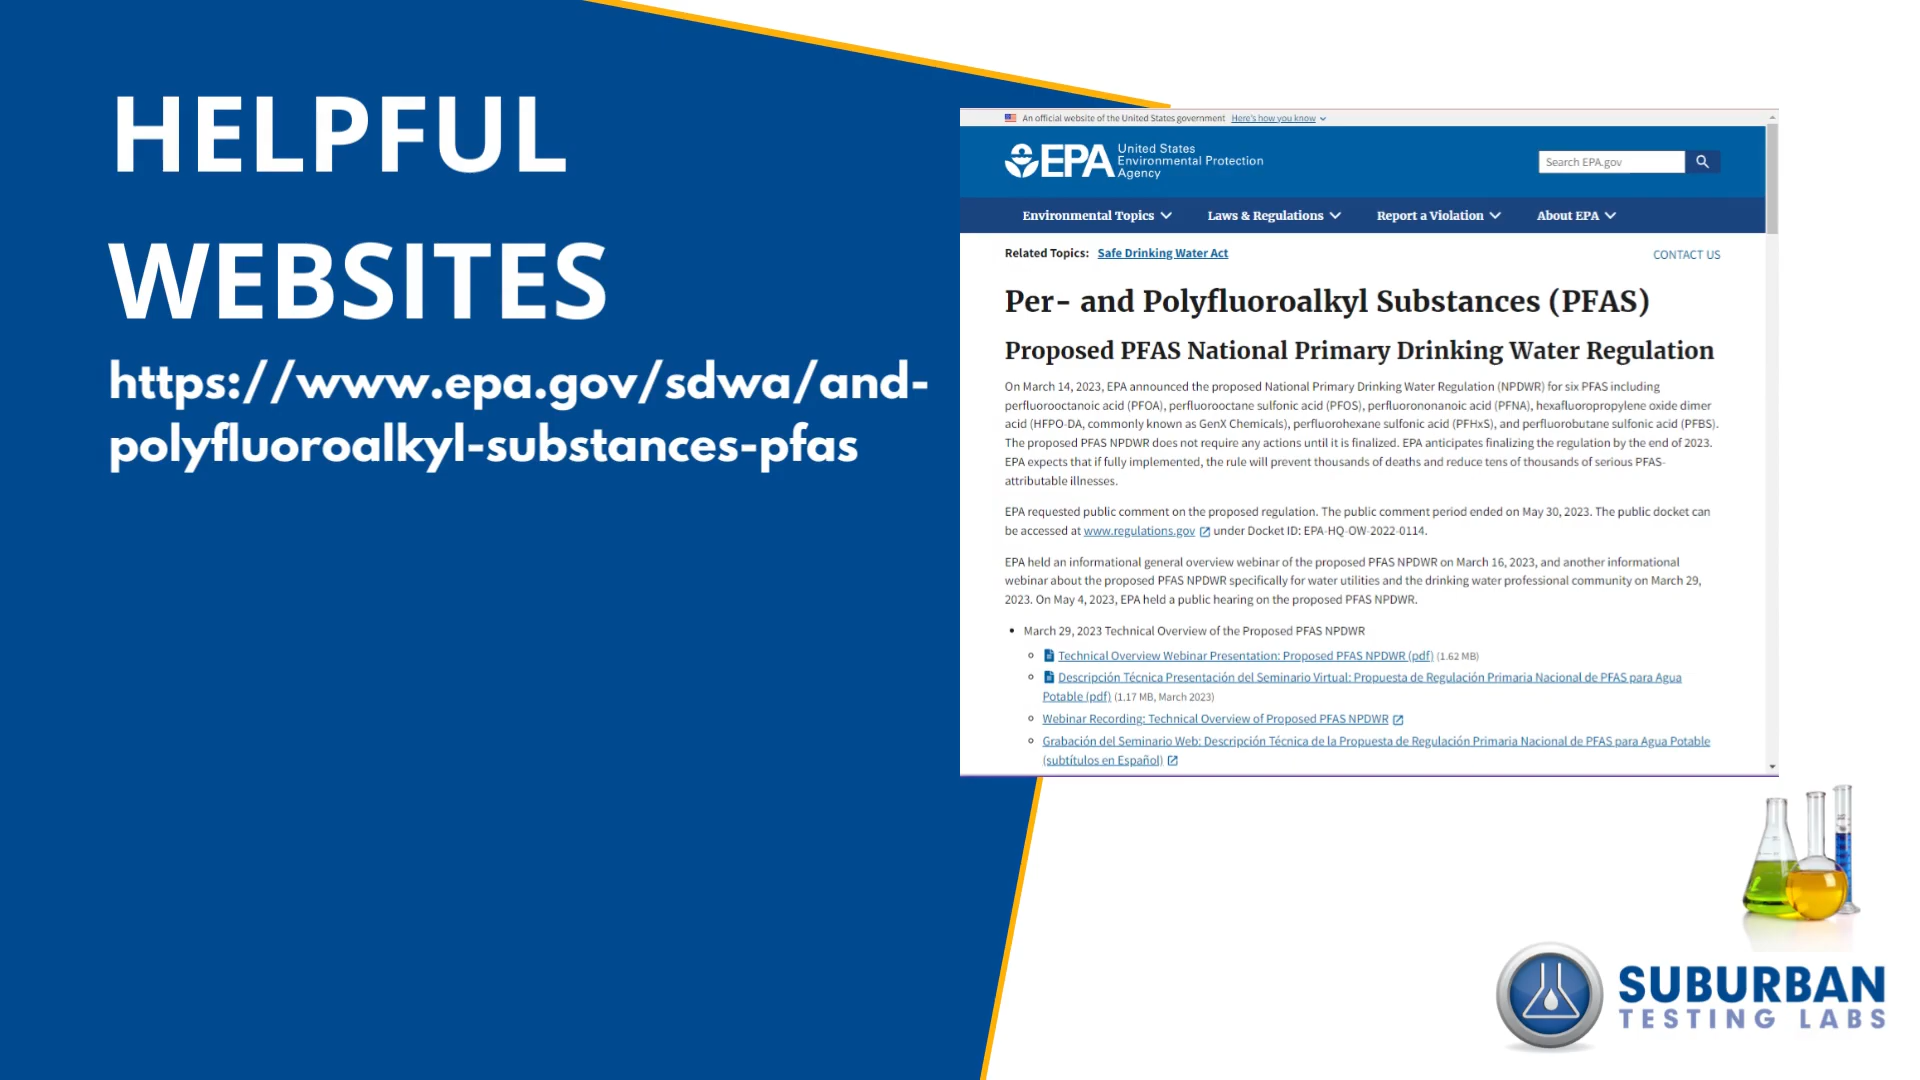 HELPFUL
WEBSITES
https://www.epa.gov/sdwa/and-
polyfluoroalkyl-substances-pfas
An official website of the United States government Here's how you know
EPA United States
Environmental Protection
Agency
Search EPA.gov
Environmental Topics Laws & Regulations Report a Violation About EPA
Related Topics: Safe Drinking Water Act CONTACT US
Per- and Polyfluoroalkyl Substances (PFAS)
Proposed PFAS National Primary Drinking Water Regulation
On March 14, 2023, EPA announced the proposed National Primary Drinking Water Regulation (NPDWR) for six PFAS including
perfluorooctanoic acid (PFOA), perfluorooctane sulfonic acid (PFOS), perfluorononanoic acid (PFNA), hexafluoropropylene oxide dimer
acid (HFPO-DA, commonly known as GenX Chemicals), perfluorohexane sulfonic acid (PFHxS), and perfluorobutane sulfonic acid (PFBS).
The proposed PFAS NPDWR does not require any actions until it is finalized. EPA anticipates finalizing the regulation by the end of 2023.
EPA expects that if fully implemented, the rule will prevent thousands of deaths and reduce tens of thousands of serious PFAS-
attributable illnesses.
EPA requested public comment on the proposed regulation. The public comment period ended on May 30, 2023. The public docket can
be accessed at www.regulations.gov under Docket ID: EPA-HQ-OW-2022-0114.
EPA held an informational general overview webinar of the proposed PFAS NPDWR on March 16, 2023, and another informational
webinar about the proposed PFAS NPDWR specifically for water utilities and the drinking water professional community on March 29,
2023. On May 4, 2023, EPA held a public hearing on the proposed PFAS NPDWR.
• March 29, 2023 Technical Overview of the Proposed PFAS NPDWR
Technical Overview Webinar Presentation: Proposed PFAS NPDWR (pdf) (1.62 MB)
Descripción Técnica Presentación del Seminario Virtual: Propuesta de Regulación Primaria Nacional de PFAS para Agua
Potable (pdf) (1.17 MB, March 2023)
Webinar Recording: Technical Overview of Proposed PFAS NPDWR
Grabación del Seminario Web: Descripción Técnica de la Propuesta de Regulación Primaria Nacional de PFAS para Agua Potable
(subtítulos en Español)
SUBURBAN
TESTING LABS